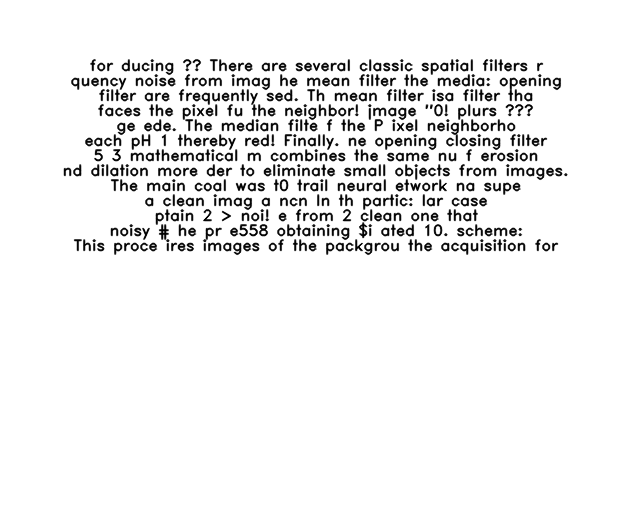 for ducing ?? There are several classic spatial filters r
quency noise from imag he mean filter the media: opening
filter are frequently sed. Th mean filter isa filter tha
faces the pixel fu the neighbor! jmage "0! plurs ???
ge ede. The median filte f the P ixel neighborho
each pH 1 thereby red! Finally. ne opening closing filter
5 3 mathematical m combines the same nu f erosion
nd dilation more der to eliminate small objects from images.
The main coal was t0 trail neural etwork na supe
a clean imag a ncn In th partic: lar case
ptain 2 > noi! e from 2 clean one that
noisy # he pr e558 obtaining $i ated 10. scheme:
This proce ires images of the packgrou the acquisition for